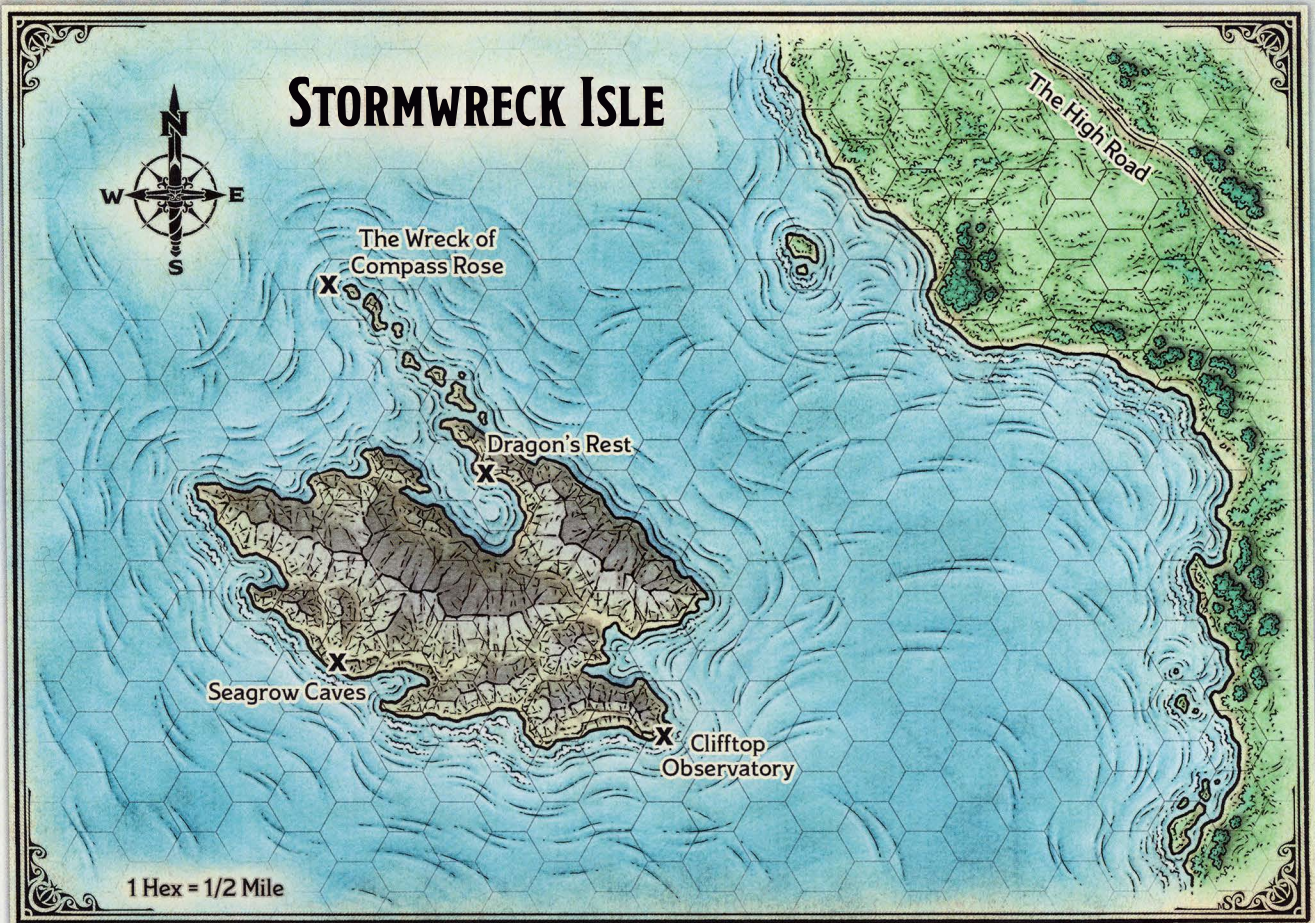 STORMWRECK ISLE
N
W E
S
The High Road
The Wreck of
Compass Rose
X
Dragon's Rest
X
X
Seagrow Caves
X
Clifftop
Observatory
1 Hex = 1/2 Mile
MS